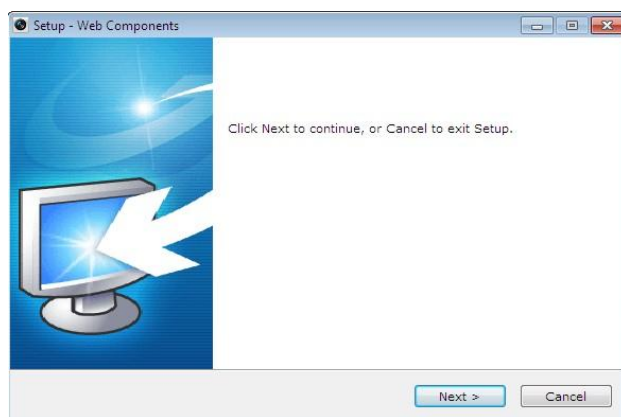 Setup - Web Components
Click Next to continue, or Cancel to exit Setup.
Next >
Cancel